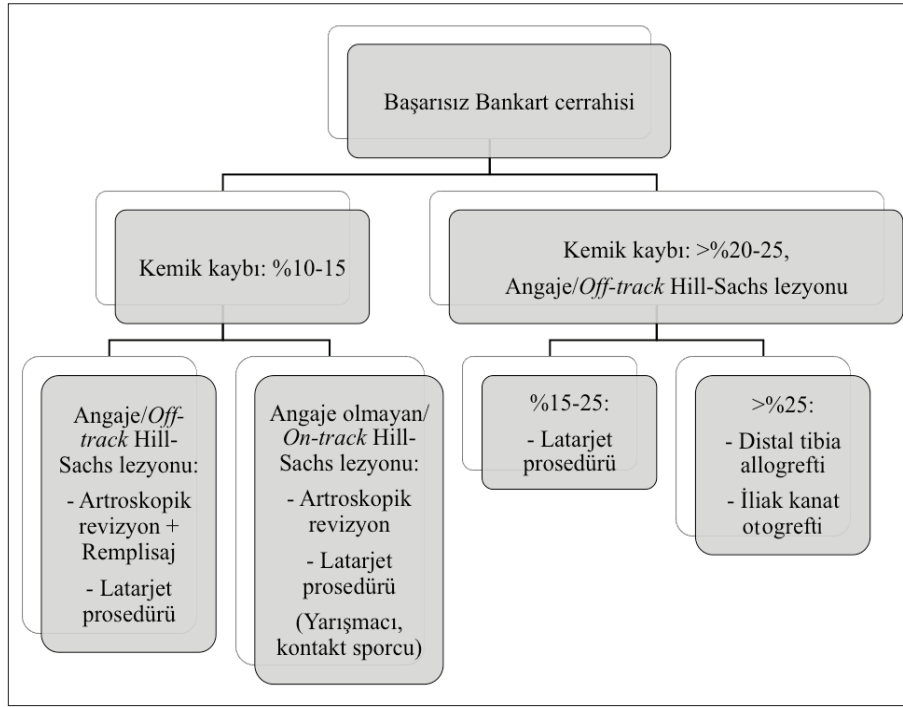 Başarısız Bankart cerrahisi
Kemik kaybı: %10-15
Kemik kaybı: >%20-25,
Angaje/Off-track Hill-Sachs lezyonu
Angaje/Off-
track Hill-
Sachs lezyonu:
- Artroskopik
revizyon +
Remplisaj
- Latarjet
prosedürü
Angaje olmayan/
On-track Hill-
Sachs lezyonu:
- Artroskopik
revizyon
- Latarjet
prosedürü
(Yarışmacı,
kontakt sporcu)
%15-25:
- Latarjet
prosedürü
>%25:
- Distal tibia
allogrefti
- İliak kanat
otogrefti